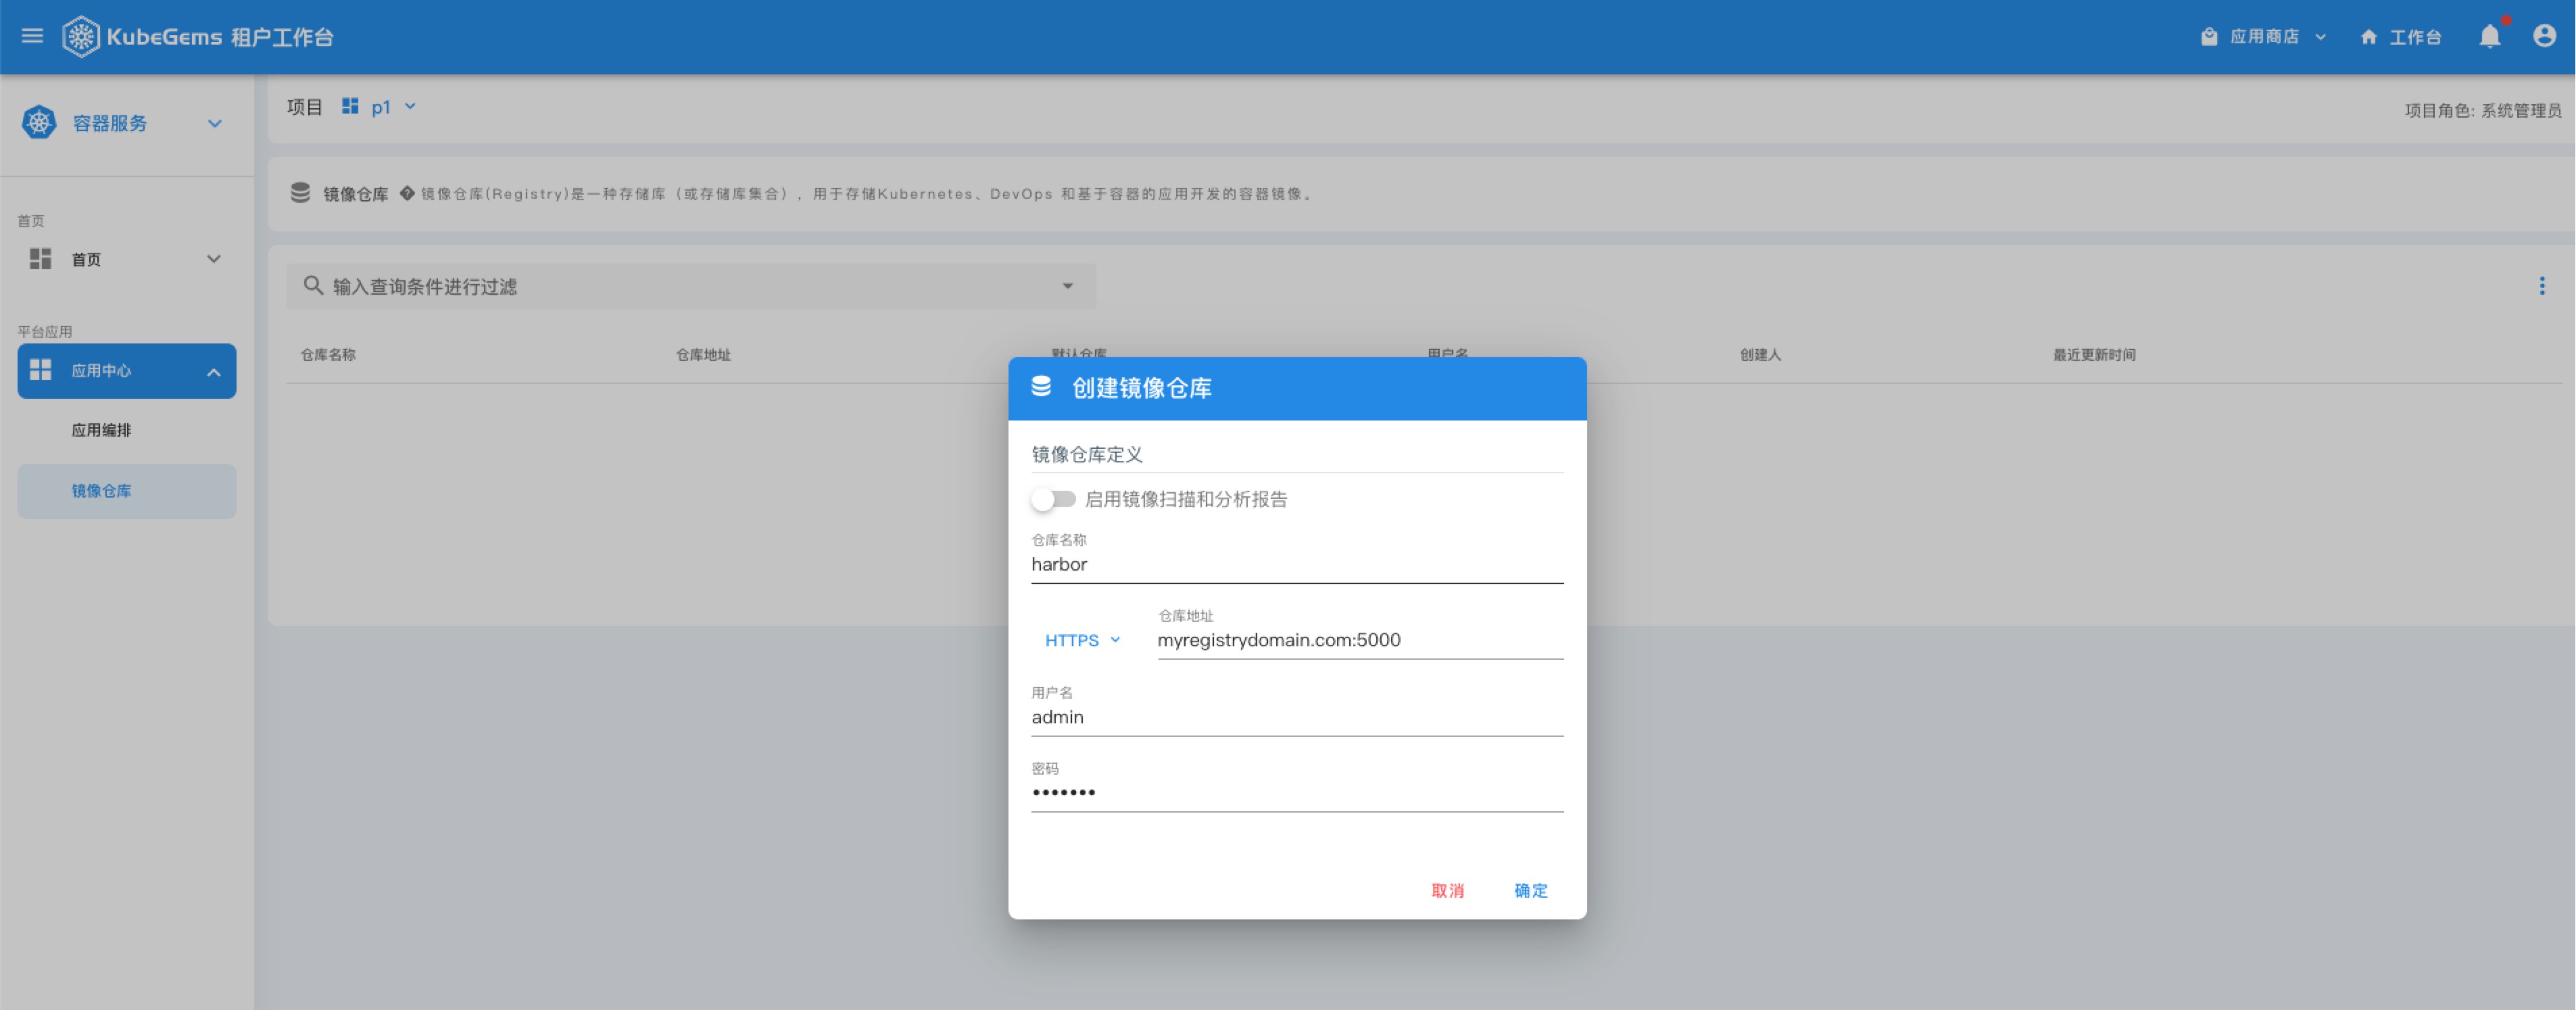 KubeGems 租户工作台
应用商店
工作台
容器服务
项目 p1
项目角色: 系统管理员
镜像仓库 镜像仓库(Registry)是一种存储库（或存储库集合），用于存储Kubernetes、DevOps 和基于容器的应用开发的容器镜像。
首页
首页
输入查询条件进行过滤
平台应用
应用中心
应用编排
镜像仓库
仓库名称 仓库地址 默认仓库 用户名 创建人 最近更新时间
创建镜像仓库
镜像仓库定义
启用镜像扫描和分析报告
仓库名称
harbor
仓库地址
HTTPS myregistrydomain.com:5000
用户名
admin
密码
•••••••
取消 确定